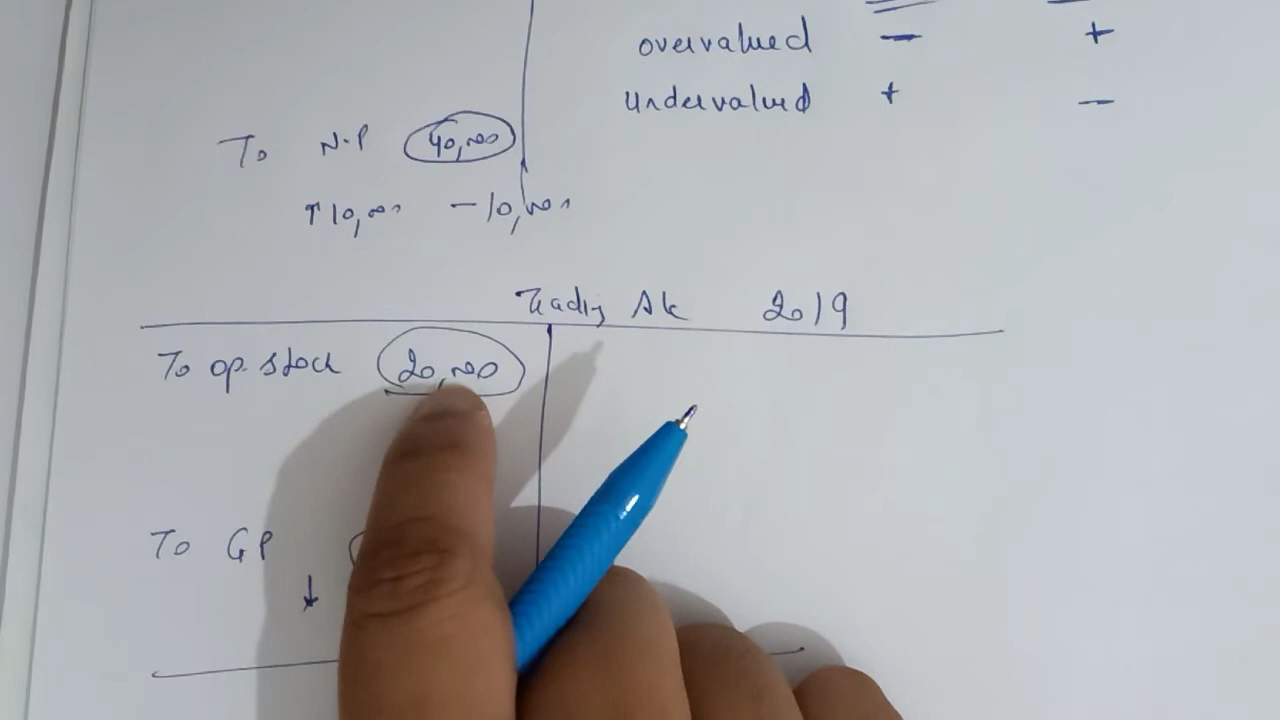 overvalued – +
undervalued + –
To N.P 40,000
↑10,000 – 10,000
Trading A/c 2019
To op. stock 20,000
To GP
↓